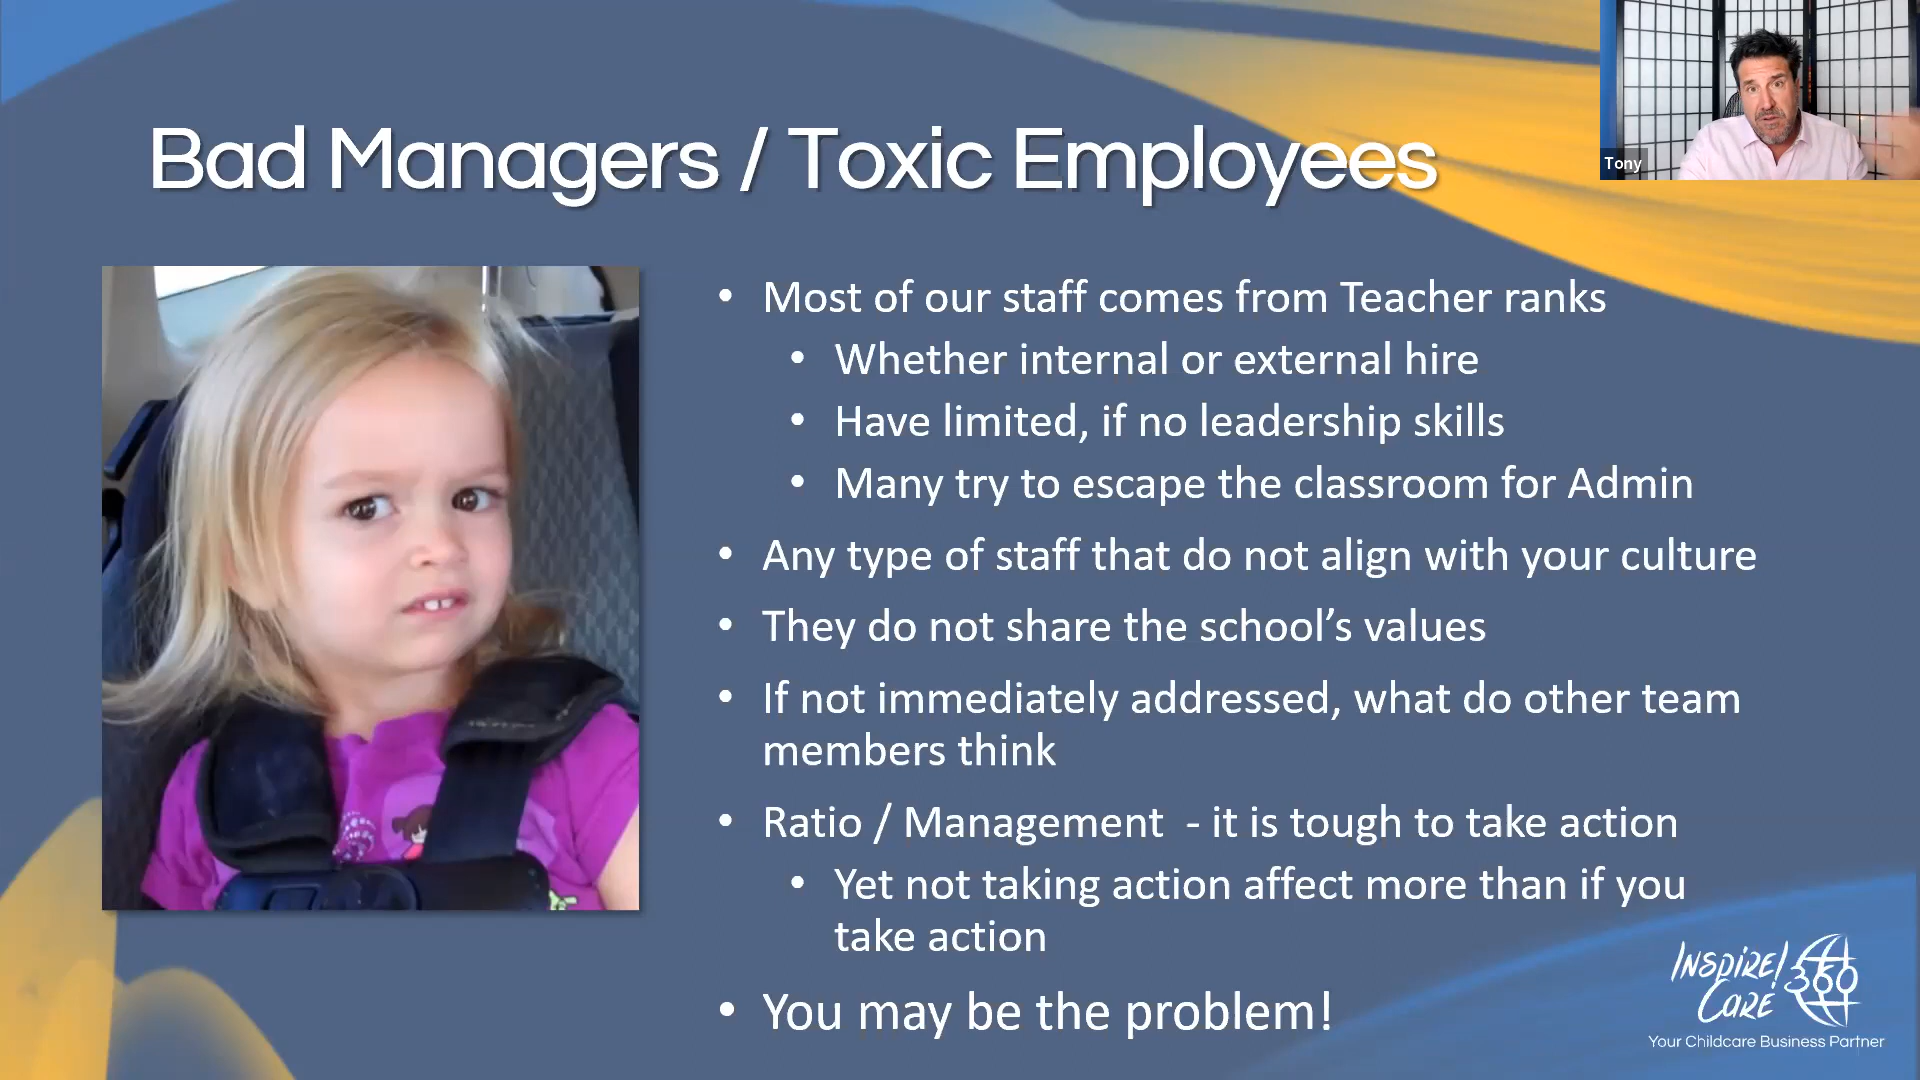 Bad Managers / Toxic Employees
Tony
• Most of our staff comes from Teacher ranks
• Whether internal or external hire
• Have limited, if no leadership skills
• Many try to escape the classroom for Admin
• Any type of staff that do not align with your culture
• They do not share the school’s values
• If not immediately addressed, what do other team
members think
• Ratio / Management - it is tough to take action
• Yet not taking action affect more than if you
take action
• You may be the problem!
INSPIRE!
CARE 360
Your Childcare Business Partner